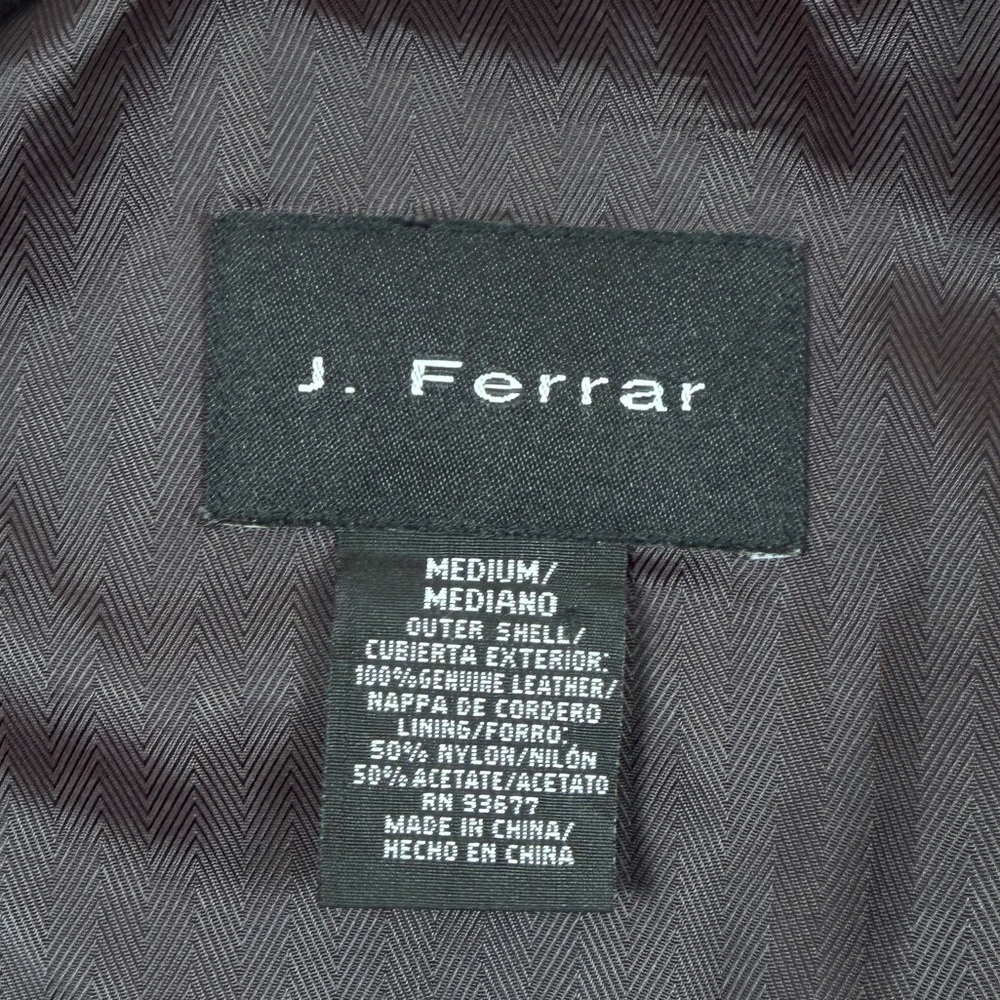 J. Ferrar
MEDIUM/
MEDIANO
OUTER SHELL/
CUBIERTA EXTERIOR:
100%GENUINE LEATHER/
NAPPA DE CORDERO
LINING/FORRO:
50% NYLON/NILÓN
50% ACETATE/ACETATO
RN 93677
MADE IN CHINA/
HECHO EN CHINA